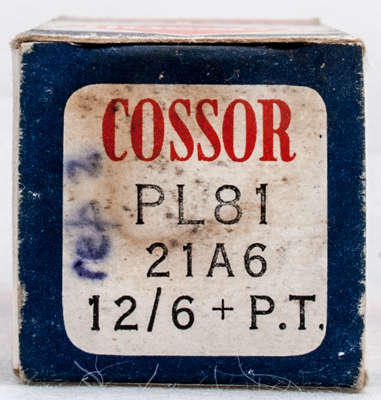 COSSOR
PL81
21A6
12/6 + P.T.